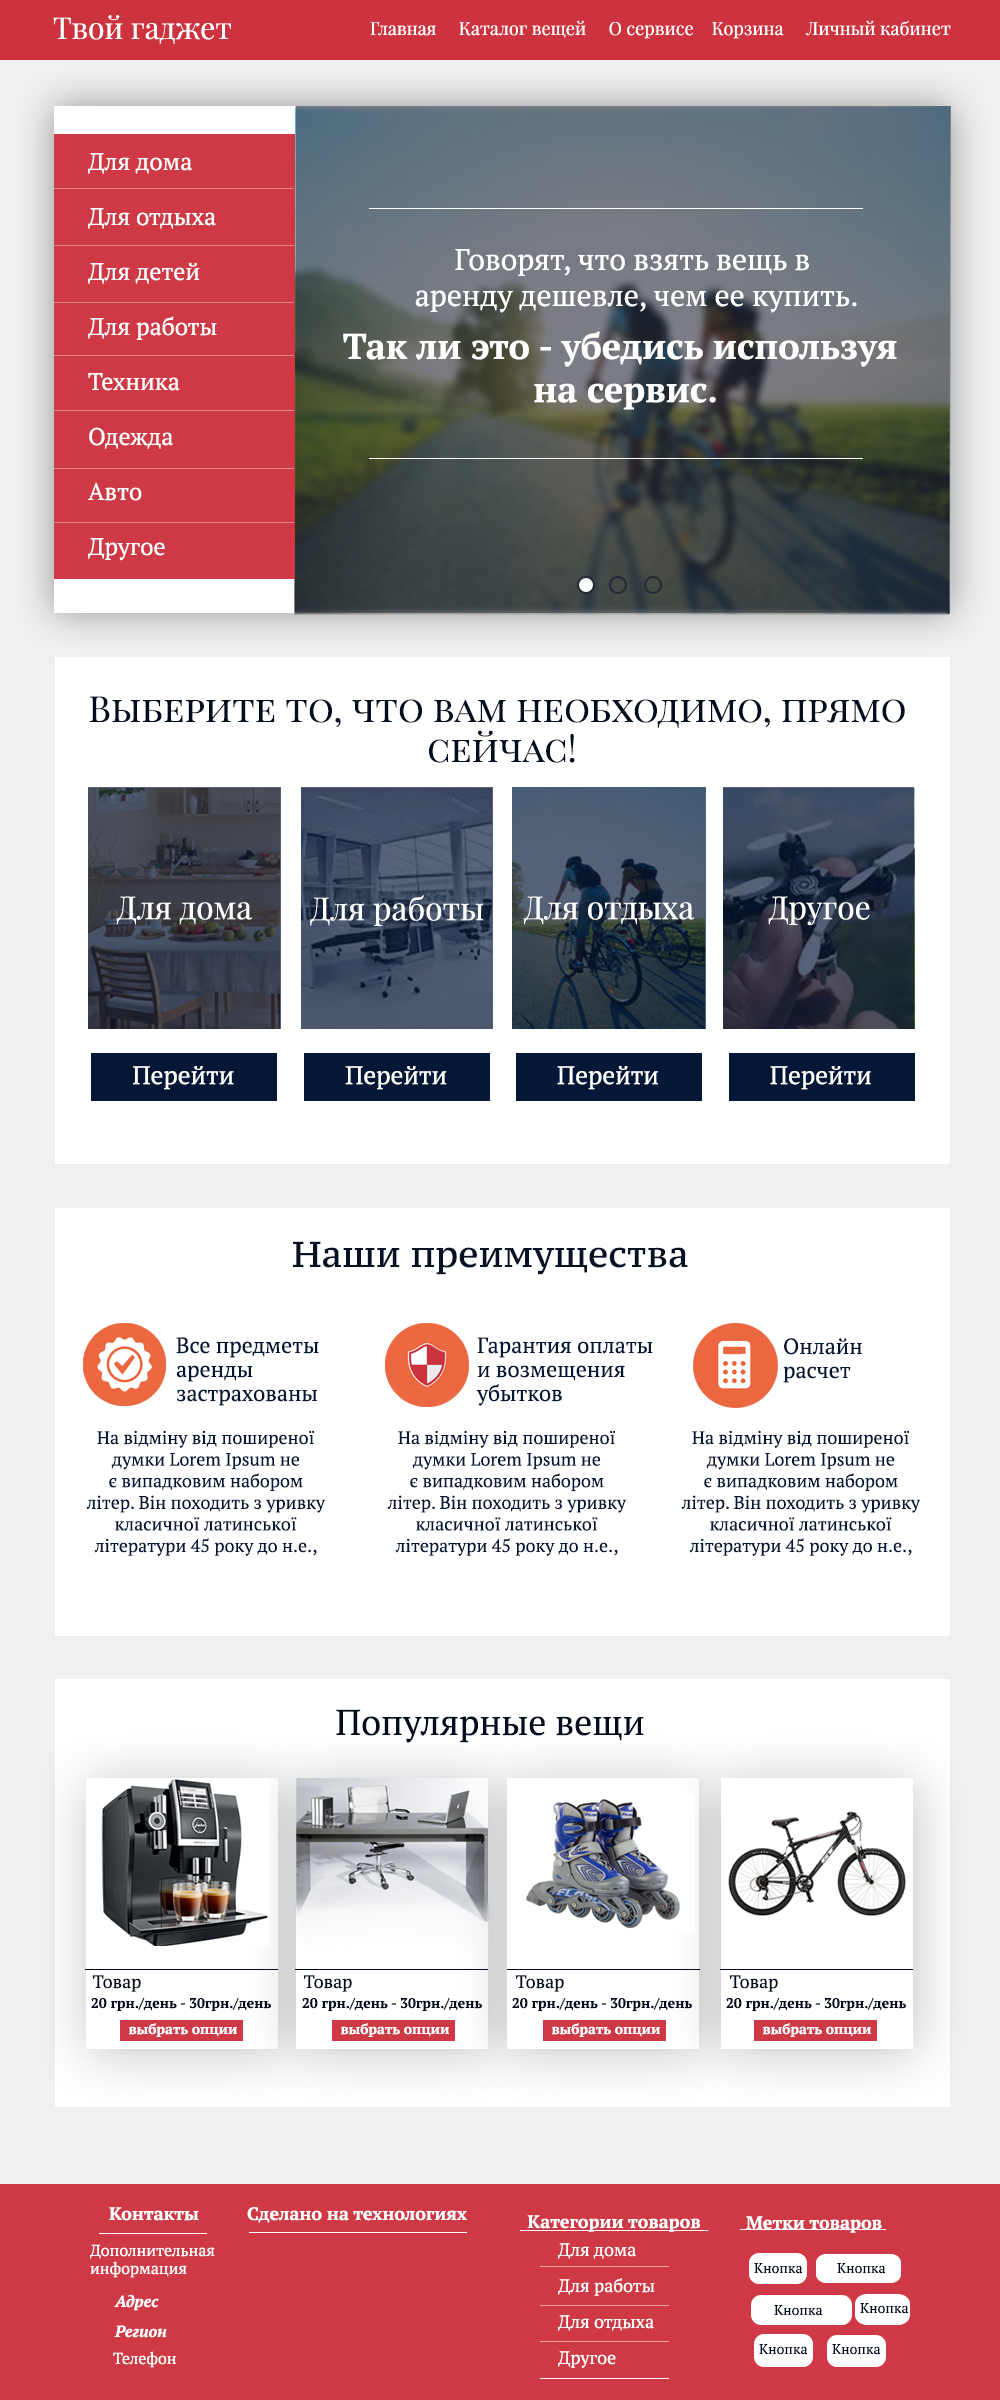 Твой гаджет
Главная Каталог вещей О сервисе Корзина Личный кабинет
Для дома
Для отдыха
Для детей
Для работы
Техника
Одежда
Авто
Другое
Говорят, что взять вещь в
аренду дешевле, чем ее купить.
Так ли это - убедись используя
на сервис.
Выберите то, что вам необходимо, прямо
сейчас!
Для дома
Для работы
Для отдыха
Другое
Перейти
Перейти
Перейти
Перейти
Наши преимущества
Все предметы
аренды
застрахованы
На відміну від поширеної
думки Lorem Ipsum не
є випадковим набором
літер. Він походить з уривку
класичної латинської
літератури 45 року до н.е.,
Гарантия оплаты
и возмещения
убытков
На відміну від поширеної
думки Lorem Ipsum не
є випадковим набором
літер. Він походить з уривку
класичної латинської
літератури 45 року до н.е.,
Онлайн
расчет
На відміну від поширеної
думки Lorem Ipsum не
є випадковим набором
літер. Він походить з уривку
класичної латинської
літератури 45 року до н.е.,
Популярные вещи
Товар
20 грн./день - 30грн./день
выбрать опции
Товар
20 грн./день - 30грн./день
выбрать опции
Товар
20 грн./день - 30грн./день
выбрать опции
Товар
20 грн./день - 30грн./день
выбрать опции
Контакты
Дополнительная
информация
Адрес
Регион
Телефон
Сделано на технологиях
Категории товаров
Для дома
Для работы
Для отдыха
Другое
Метки товаров
Кнопка Кнопка
Кнопка Кнопка
Кнопка Кнопка